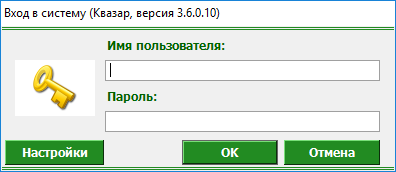 Вход в систему (Квазар, версия 3.6.0.10)
Имя пользователя:
Пароль:
Настройки OK Отмена